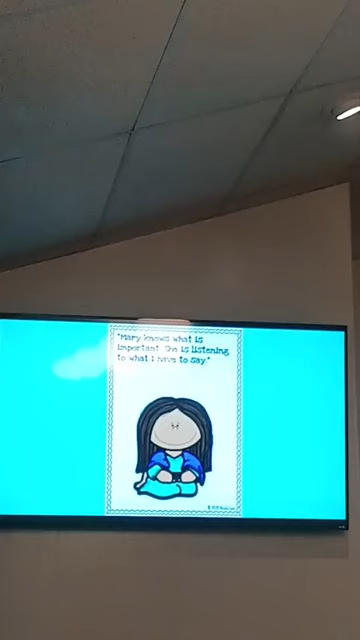 "Mary knows what is
important. She is listening
to what I have to say."